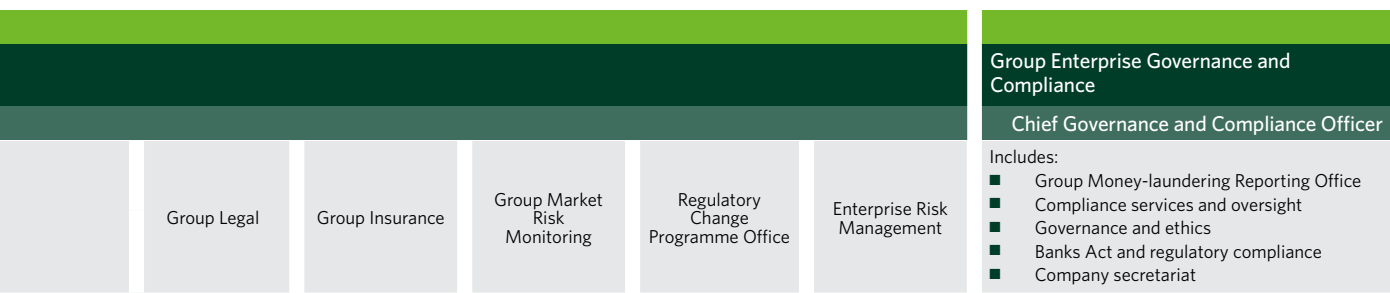 Group Enterprise Governance and
Compliance
Chief Governance and Compliance Officer
Group Legal
Group Insurance
Group Market
Risk
Monitoring
Regulatory
Change
Programme Office
Enterprise Risk
Management
Includes:
■ Group Money-laundering Reporting Office
■ Compliance services and oversight
■ Governance and ethics
■ Banks Act and regulatory compliance
■ Company secretariat